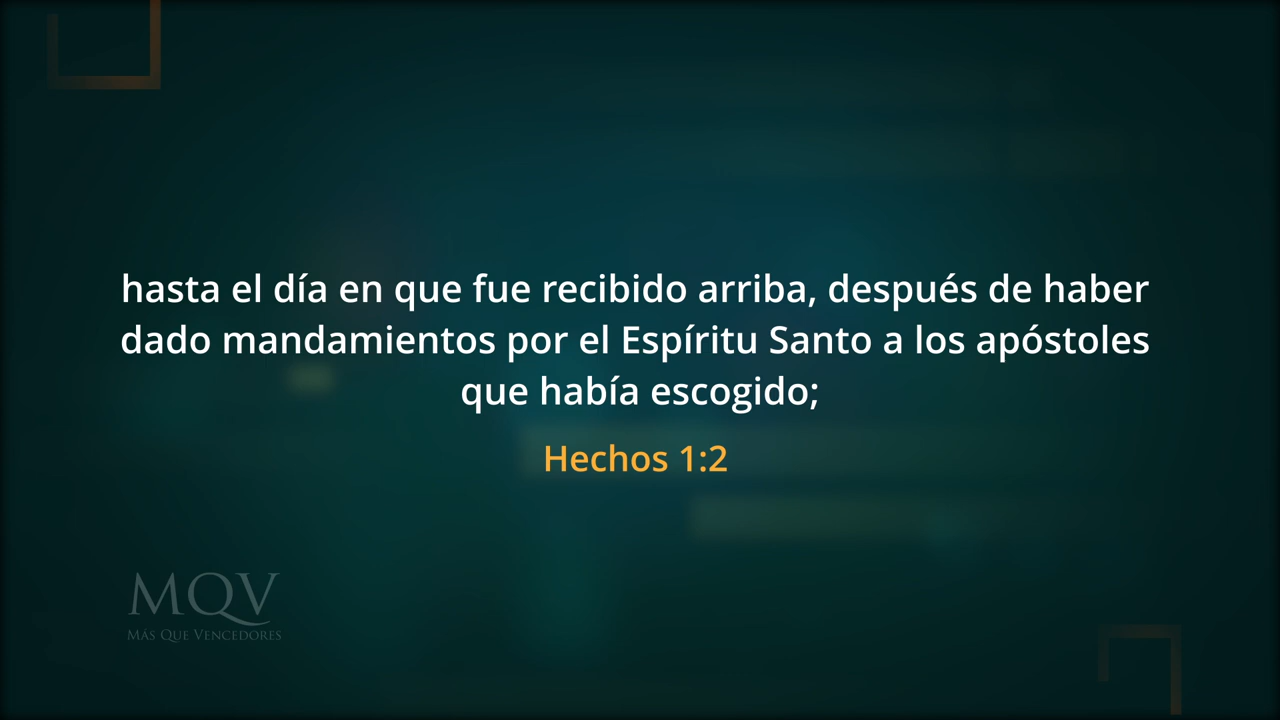 hasta el día en que fue recibido arriba, después de haber
dado mandamientos por el Espíritu Santo a los apóstoles
que había escogido;
Hechos 1:2
MQV
Más Que Vencedores